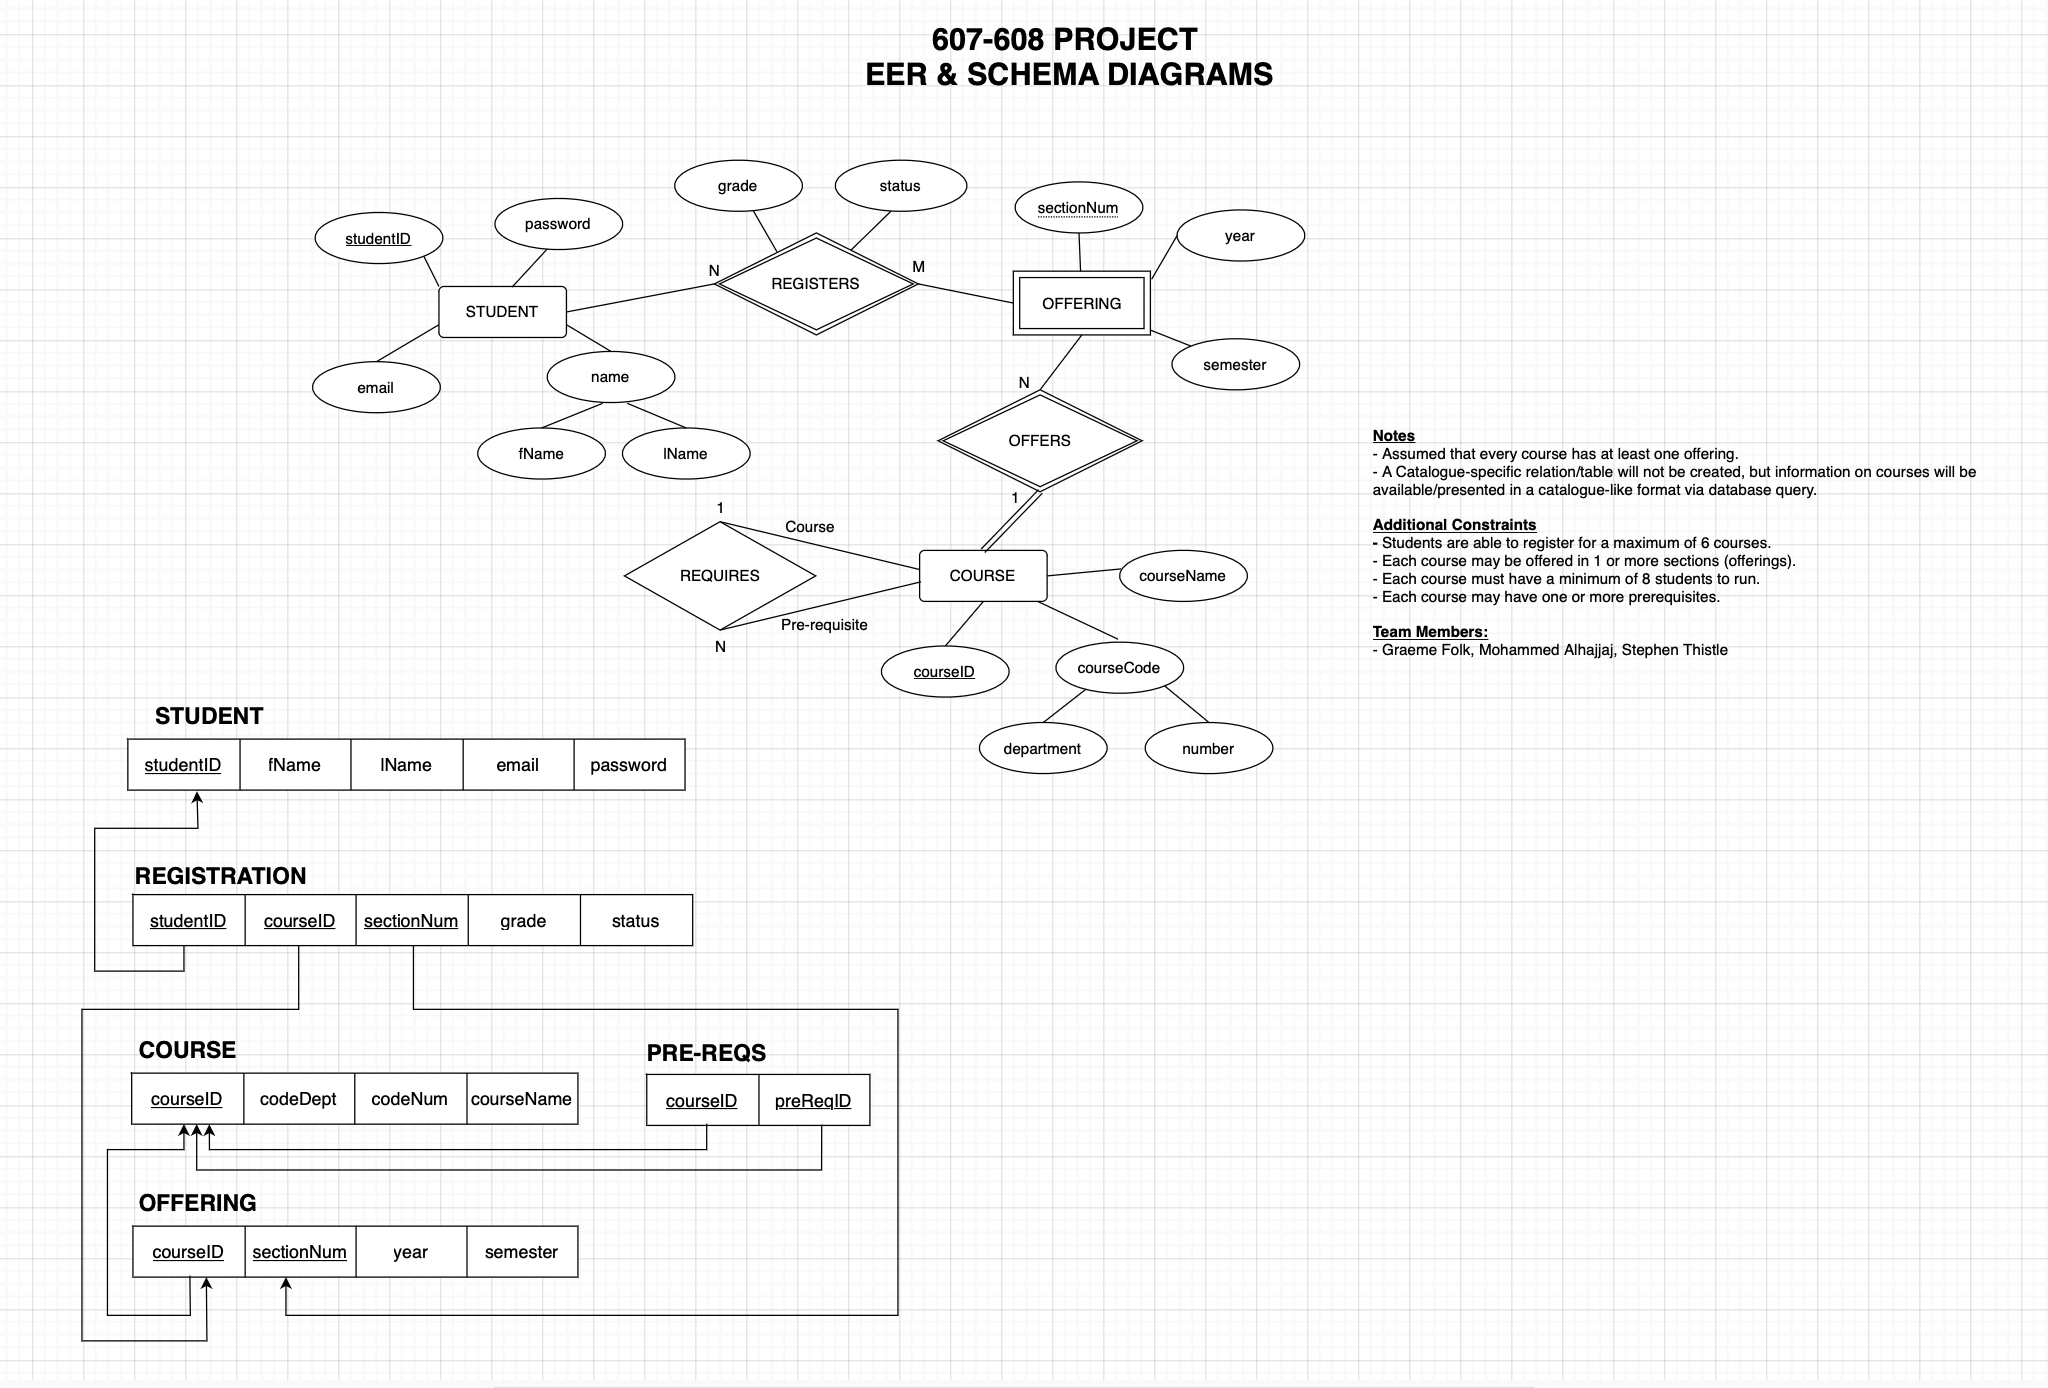 607-608 PROJECT
EER & SCHEMA DIAGRAMS
grade
status
sectionNum
studentID
password
year
N
M
REGISTERS
STUDENT
OFFERING
email
name
semester
fName
lName
N
OFFERS
1
1
Course
REQUIRES
COURSE
courseName
Pre-requisite
N
courseID
courseCode
department
number
Notes
- Assumed that every course has at least one offering.
- A Catalogue-specific relation/table will not be created, but information on courses will be
available/presented in a catalogue-like format via database query.
Additional Constraints
- Students are able to register for a maximum of 6 courses.
- Each course may be offered in 1 or more sections (offerings).
- Each course must have a minimum of 8 students to run.
- Each course may have one or more prerequisites.
Team Members:
- Graeme Folk, Mohammed Alhajjaj, Stephen Thistle
STUDENT
studentID fName lName email password
REGISTRATION
studentID courseID sectionNum grade status
COURSE
courseID codeDept codeNum courseName
PRE-REQS
courseID preReqID
OFFERING
courseID sectionNum year semester